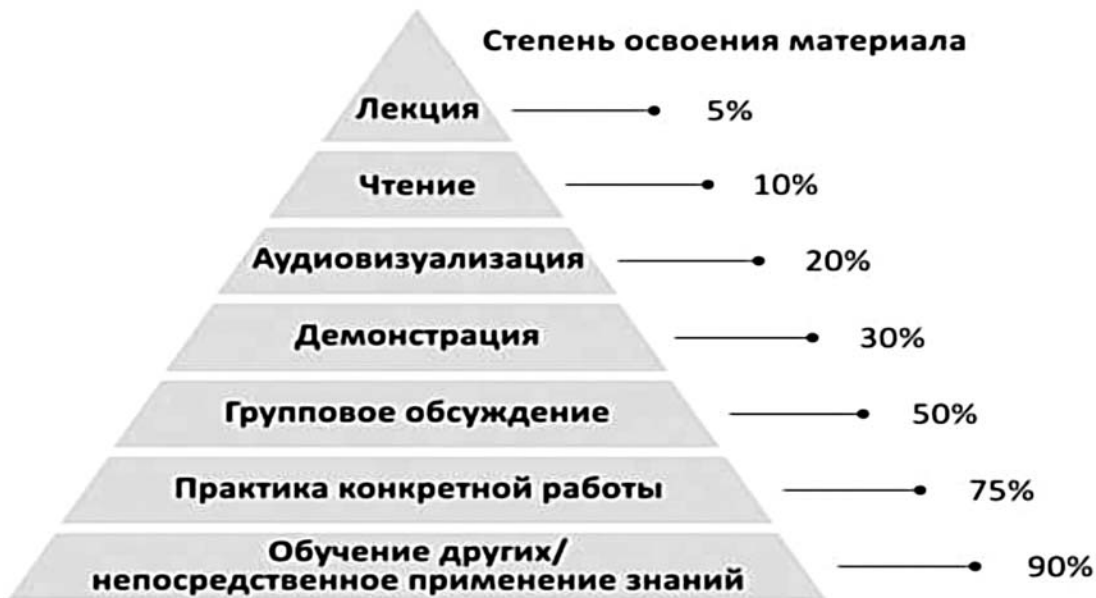 Степень освоения материала
Лекция 5%
Чтение 10%
Аудиовизуализация 20%
Демонстрация 30%
Групповое обсуждение 50%
Практика конкретной работы 75%
Обучение других/
непосредственное применение знаний 90%